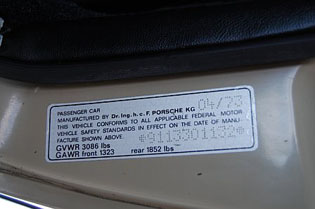 PASSENGER CAR 04/73
MANUFACTURED BY Dr. Ing. h. c. F. PORSCHE KG
THIS VEHICLE CONFORMS TO ALL APPLICABLE FEDERAL MOTOR
VEHICLE SAFETY STANDARDS IN EFFECT ON THE DATE OF MANU-
FACTURE SHOWN ABOVE. *9113301132*
GVWR 3086 lbs
GAWR front 1323 rear 1852 lbs